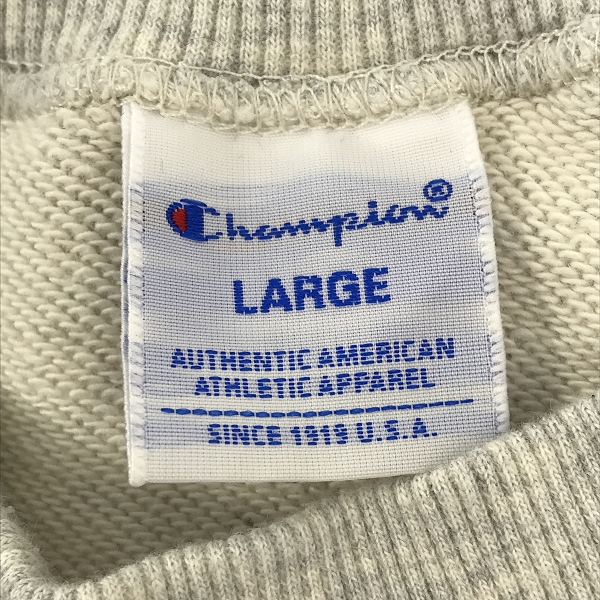 Champion®
LARGE
AUTHENTIC AMERICAN
ATHLETIC APPAREL
SINCE 1919 U.S.A.